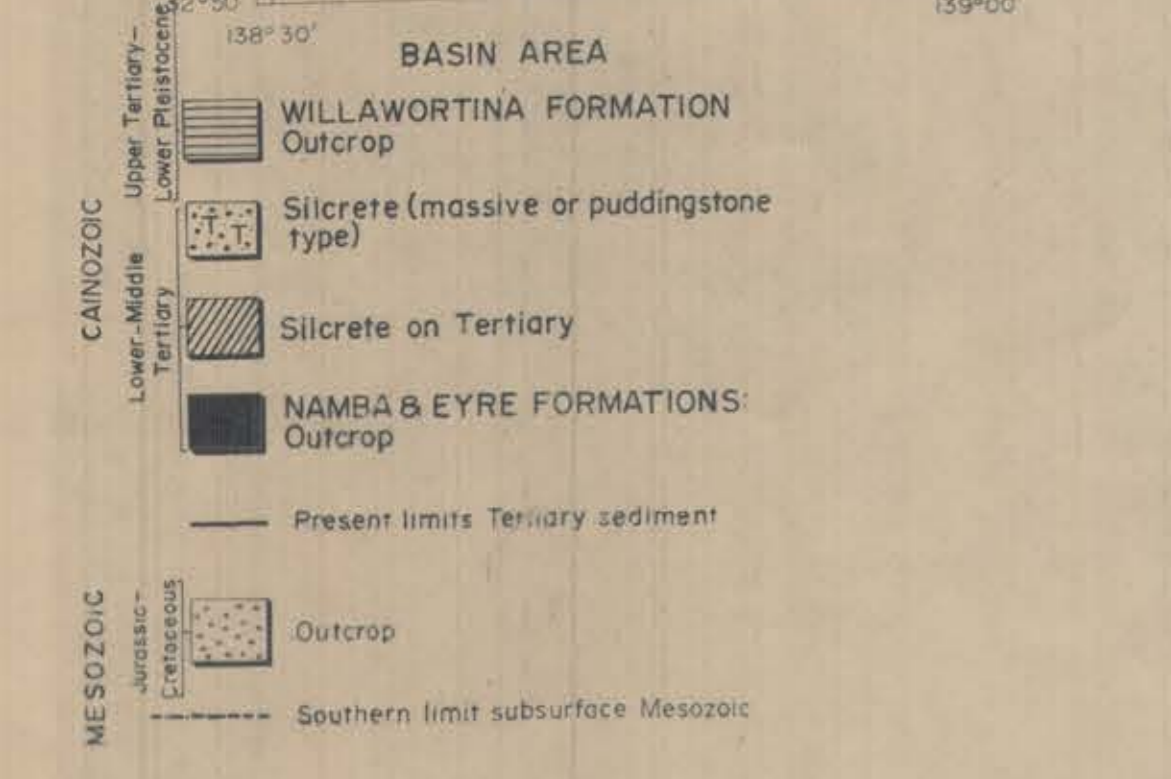 139°00'
138°30'
BASIN AREA
CAINOZOIC
Upper Tertiary-
Lower Pleistocene
WILLAWORTINA FORMATION
Outcrop
Lower-Middle
Tertiary
T T
Silcrete (massive or puddingstone
type)
Silcrete on Tertiary
NAMBA & EYRE FORMATIONS:
Outcrop
Present limits Tertiary sediment
MESOZOIC
Jurassic-
Cretaceous
Outcrop
Southern limit subsurface Mesozoic